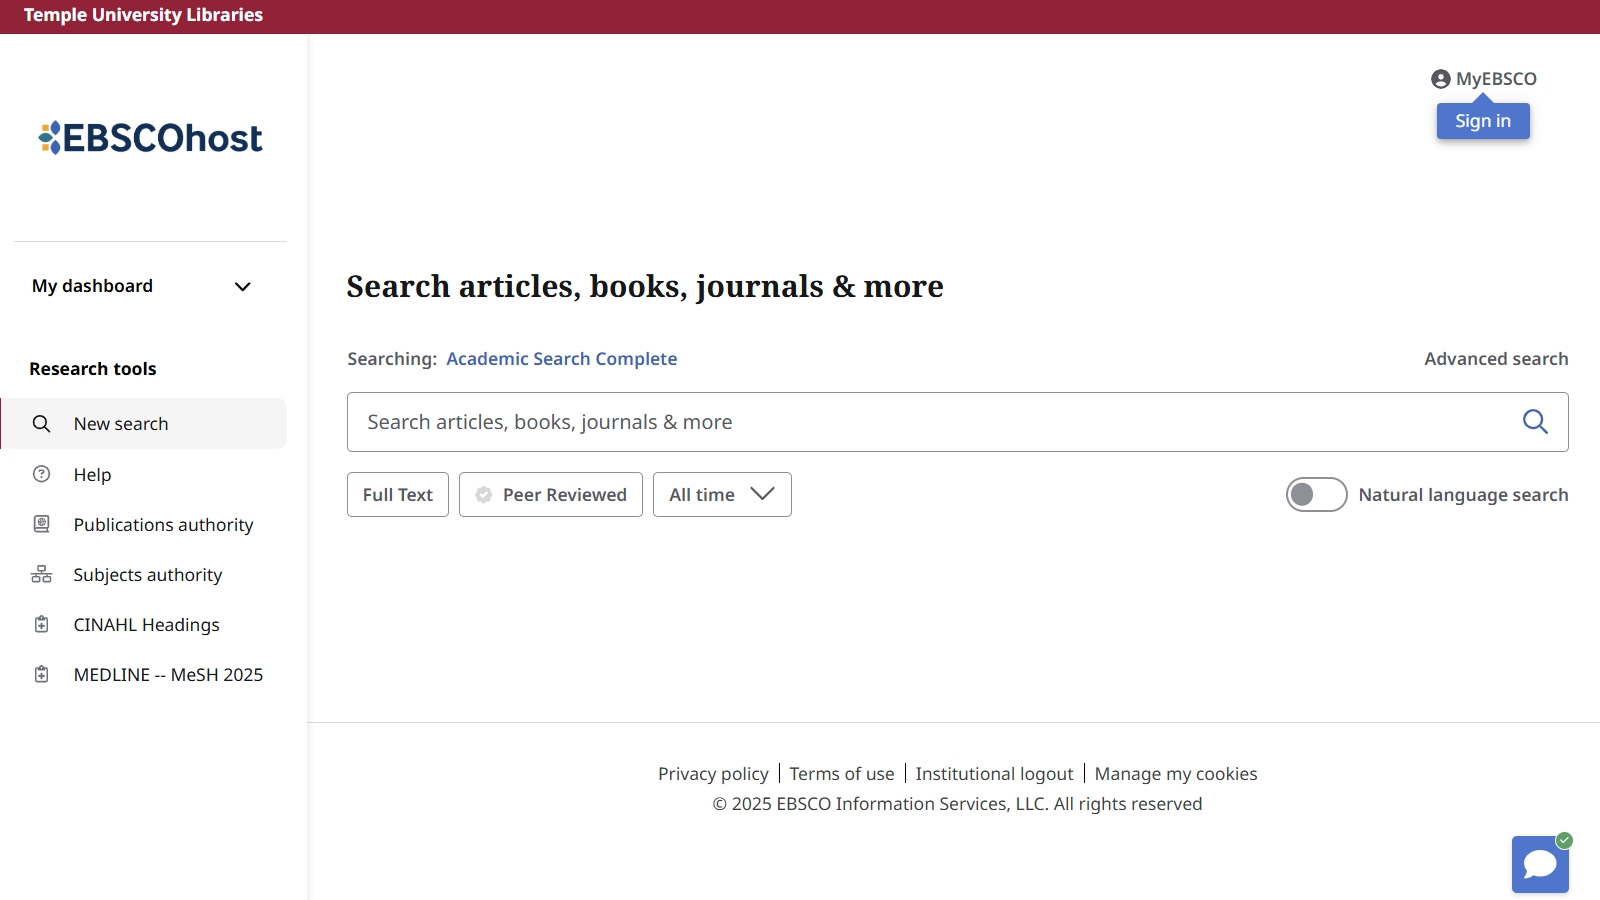 Temple University Libraries
EBSCOhost
MyEBSCO
Sign in
My dashboard
Research tools
New search
Help
Publications authority
Subjects authority
CINAHL Headings
MEDLINE -- MeSH 2025
Search articles, books, journals & more
Searching: Academic Search Complete
Advanced search
Search articles, books, journals & more
Full Text
Peer Reviewed
All time
Natural language search
Privacy policy | Terms of use | Institutional logout | Manage my cookies
© 2025 EBSCO Information Services, LLC. All rights reserved